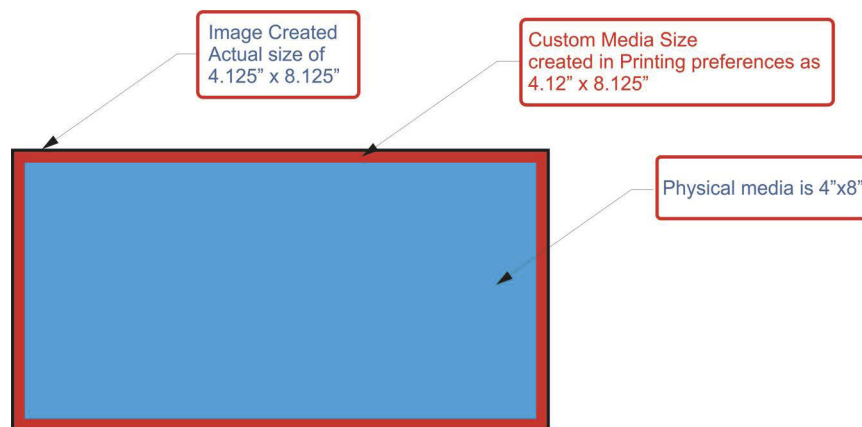 Image Created
Actual size of
4.125” x 8.125”
Custom Media Size
created in Printing preferences as
4.12” x 8.125”
Physical media is 4”x8”